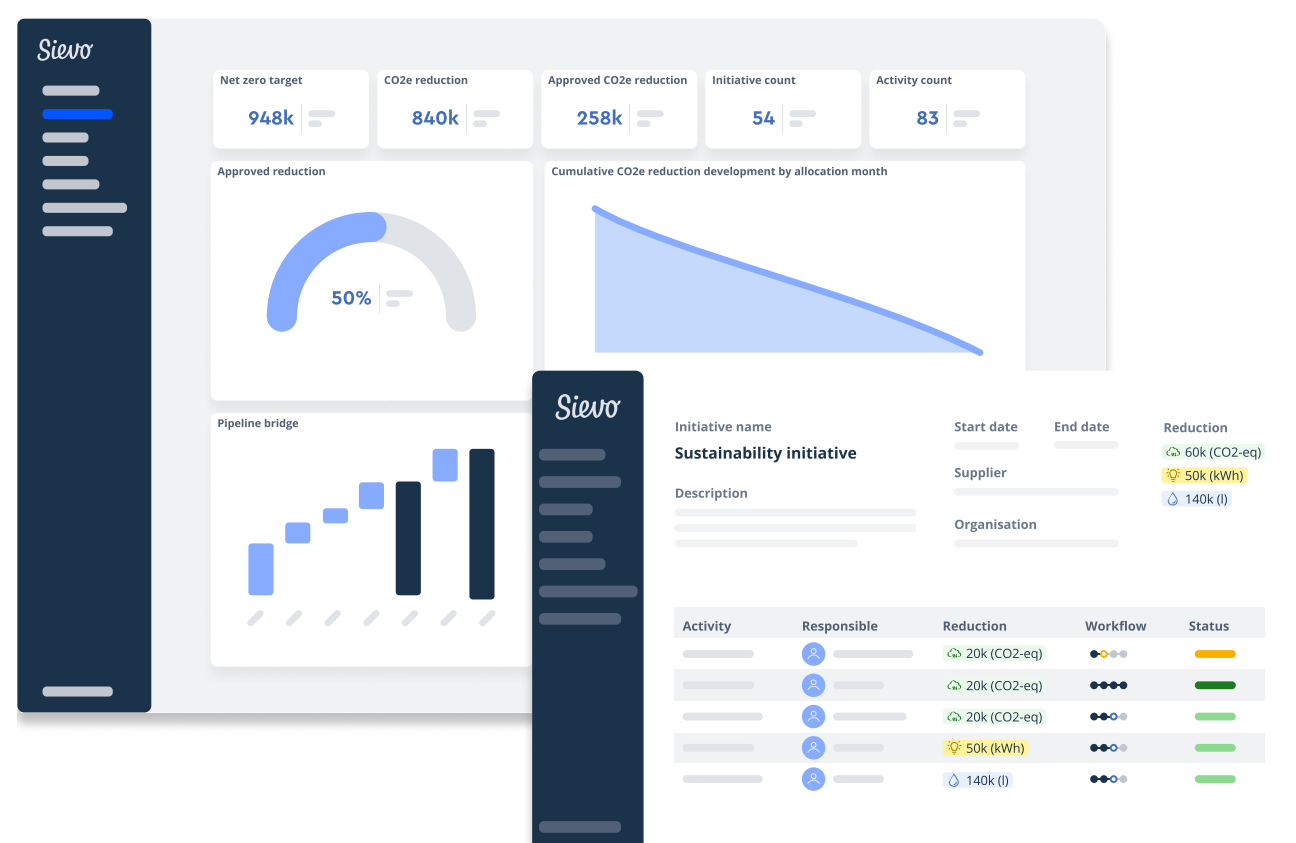 Sievo
Net zero target
948k
CO2e reduction
840k
Approved CO2e reduction
258k
Initiative count
54
Activity count
83
Approved reduction
50%
Cumulative CO2e reduction development by allocation month
Pipeline bridge
Sievo
Initiative name
Sustainability initiative
Description
Start date
End date
Supplier
Organisation
Reduction
60k (CO2-eq)
50k (kWh)
140k (l)
Activity Responsible Reduction Workflow Status
20k (CO2-eq)
20k (CO2-eq)
20k (CO2-eq)
50k (kWh)
140k (l)